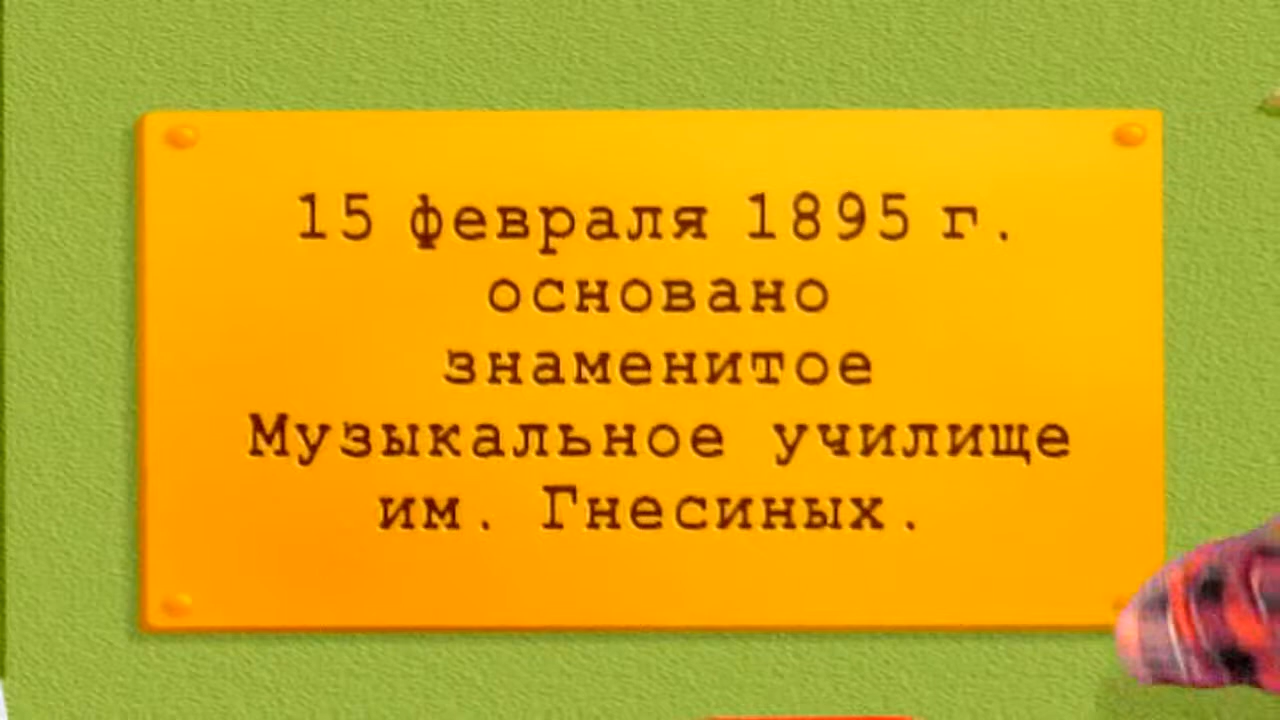 15 февраля 1895 г.
основано
знаменитое
Музыкальное училище
им. Гнесиных.